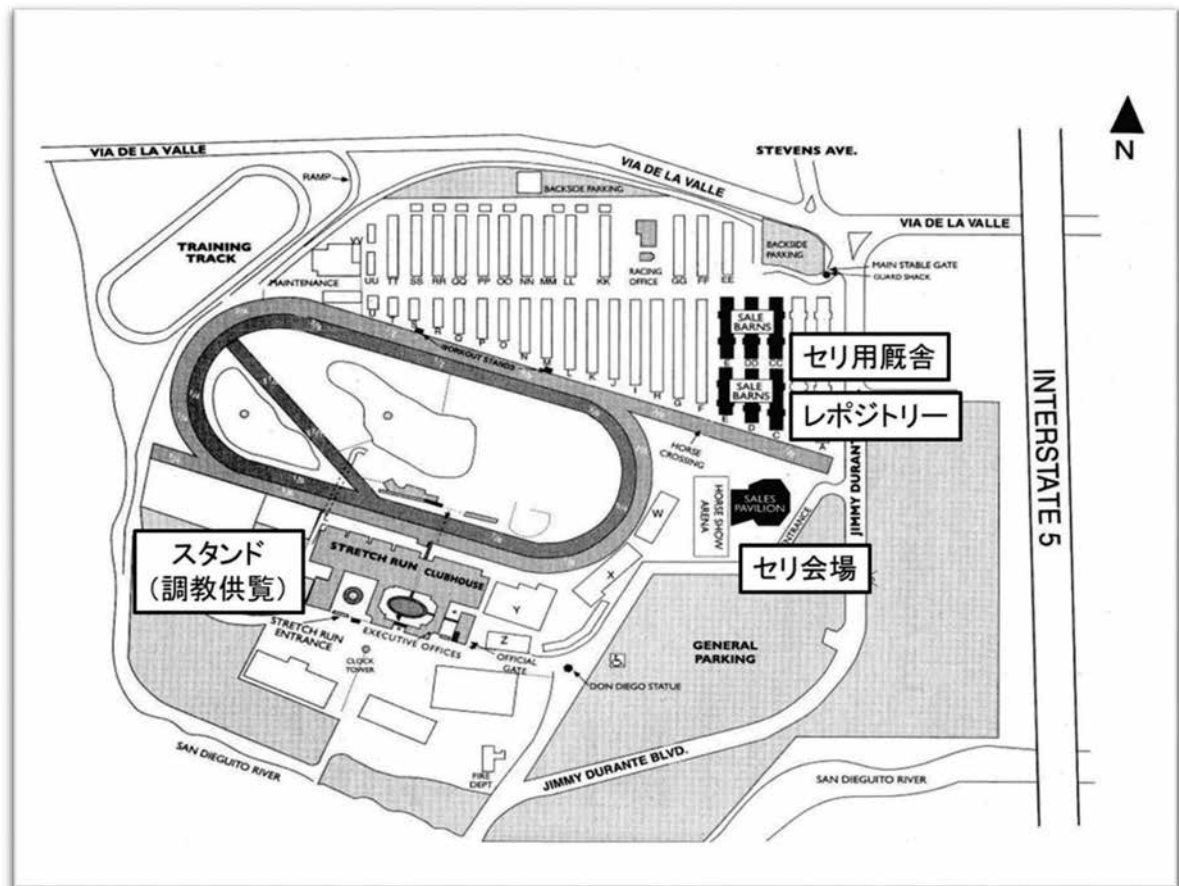 VIA DE LA VALLE
RAMP
TRAINING
TRACK
BACKSIDE PARKING
VIA DE LA VALLE
STEVENS AVE.
VIA DE LA VALLE
N
BACKSIDE
PARKING
MAIN STABLE GATE
GUARD SHACK
MAINTENANCE
VV
UU
TT
SS
RR
QQ
PP
OO
NN
MM
LL
KK
RACING
OFFICE
GG
FF
EE
SALE
BARNS
E
DD
CC
セリ用厩舎
SALE
BARNS
E
D
C
レポジトリー
A
R
Q
P
O
N
M
L
K
J
I
H
G
F
WORKOUT STANDS
HORSE
CROSSING
HORSE SHOW
ARENA
SALES
PAVILION
セリ会場
JIMMY DURANT
INTERSTATE 5
W
X
Y
Z
スタンド
(調教供覧)
STRETCH RUN
CLUBHOUSE
STRETCH RUN
ENTRANCE
EXECUTIVE OFFICES
CLOCK
TOWER
OFFICIAL
GATE
DON DIEGO STATUE
GENERAL
PARKING
FIRE
DEPT
JIMMY DURANTE BLVD.
SAN DIEGUITO RIVER
SAN DIEGUITO RIVER